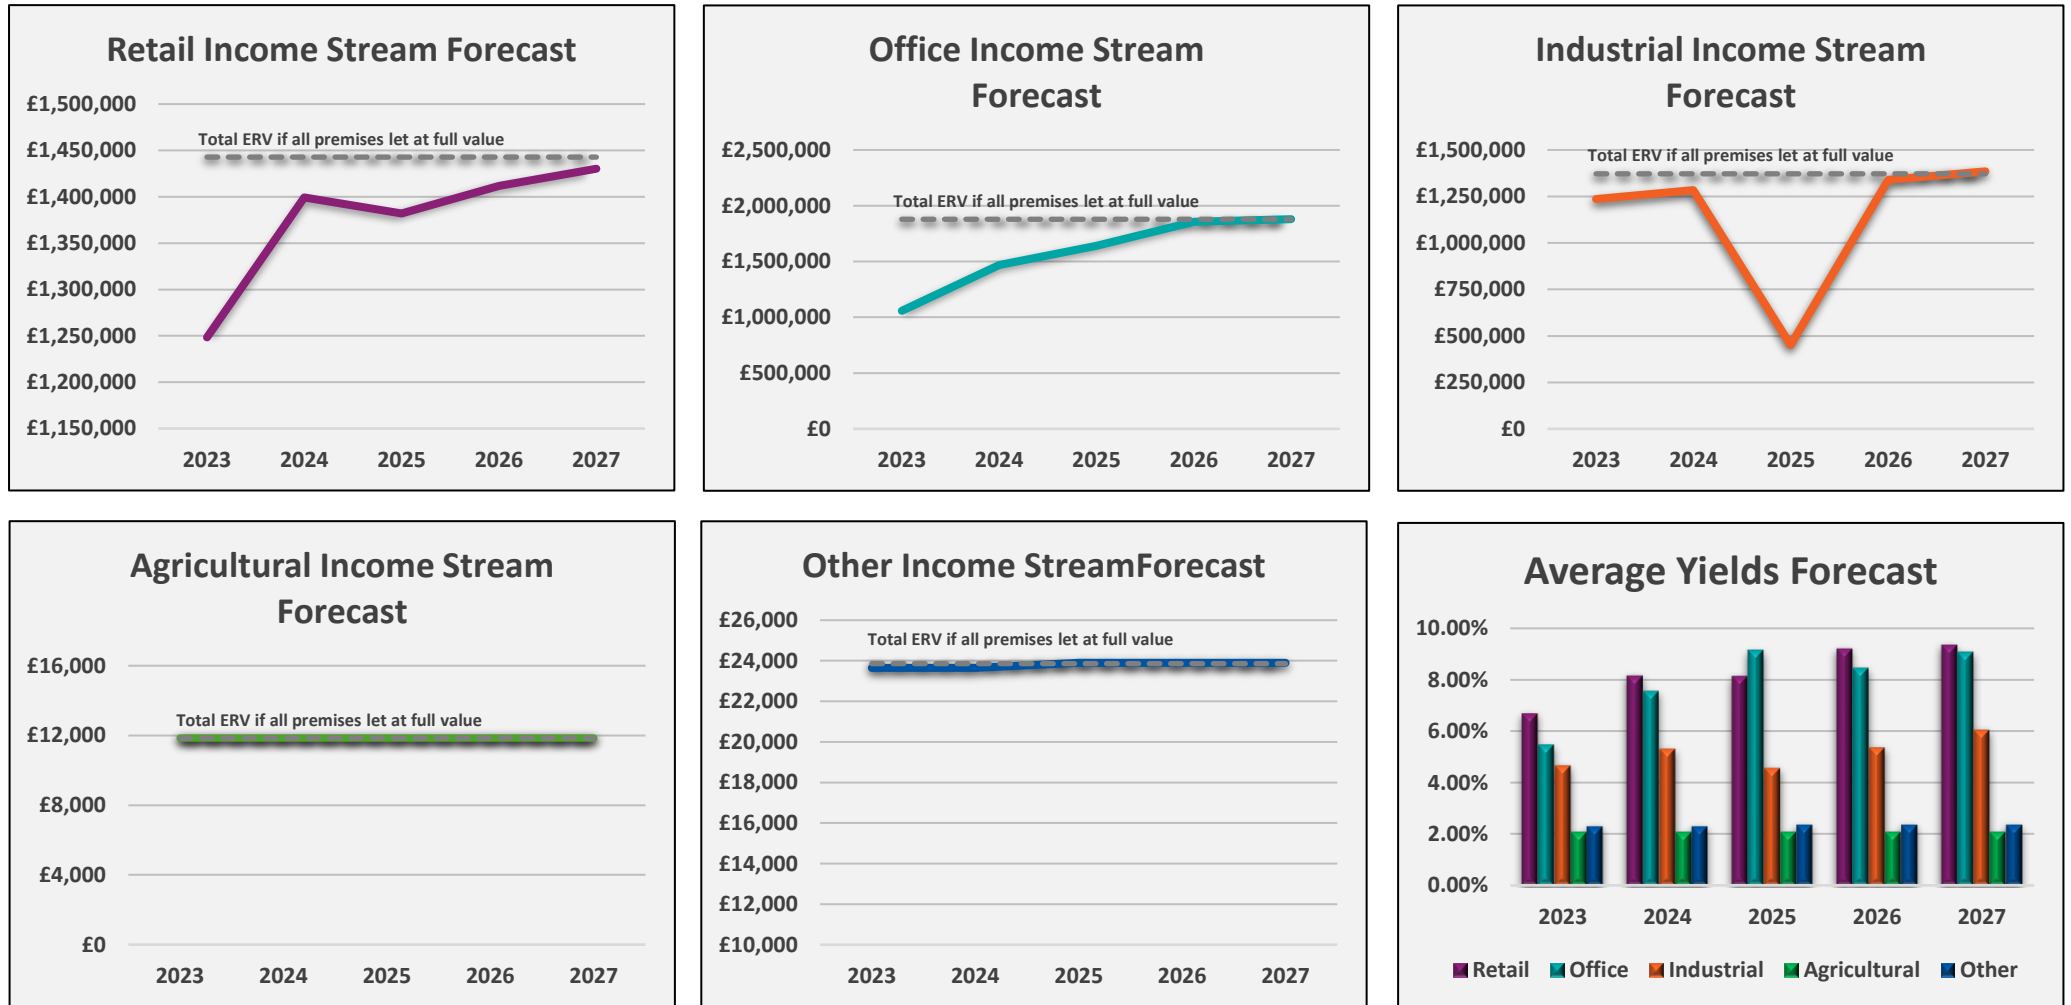 Retail Income Stream Forecast
£1,500,000
£1,450,000
£1,400,000
£1,350,000
£1,300,000
£1,250,000
£1,200,000
£1,150,000
Total ERV if all premises let at full value
2023 2024 2025 2026 2027
Office Income Stream
Forecast
£2,500,000
£2,000,000
£1,500,000
£1,000,000
£500,000
£0
Total ERV if all premises let at full value
2023 2024 2025 2026 2027
Industrial Income Stream
Forecast
£1,500,000
£1,250,000
£1,000,000
£750,000
£500,000
£250,000
£0
Total ERV if all premises let at full value
2023 2024 2025 2026 2027
Agricultural Income Stream
Forecast
£16,000
£12,000
£8,000
£4,000
£0
Total ERV if all premises let at full value
2023 2024 2025 2026 2027
Other Income StreamForecast
£26,000
£24,000
£22,000
£20,000
£18,000
£16,000
£14,000
£12,000
£10,000
Total ERV if all premises let at full value
2023 2024 2025 2026 2027
Average Yields Forecast
10.00%
8.00%
6.00%
4.00%
2.00%
0.00%
2023 2024 2025 2026 2027
Retail Office Industrial Agricultural Other